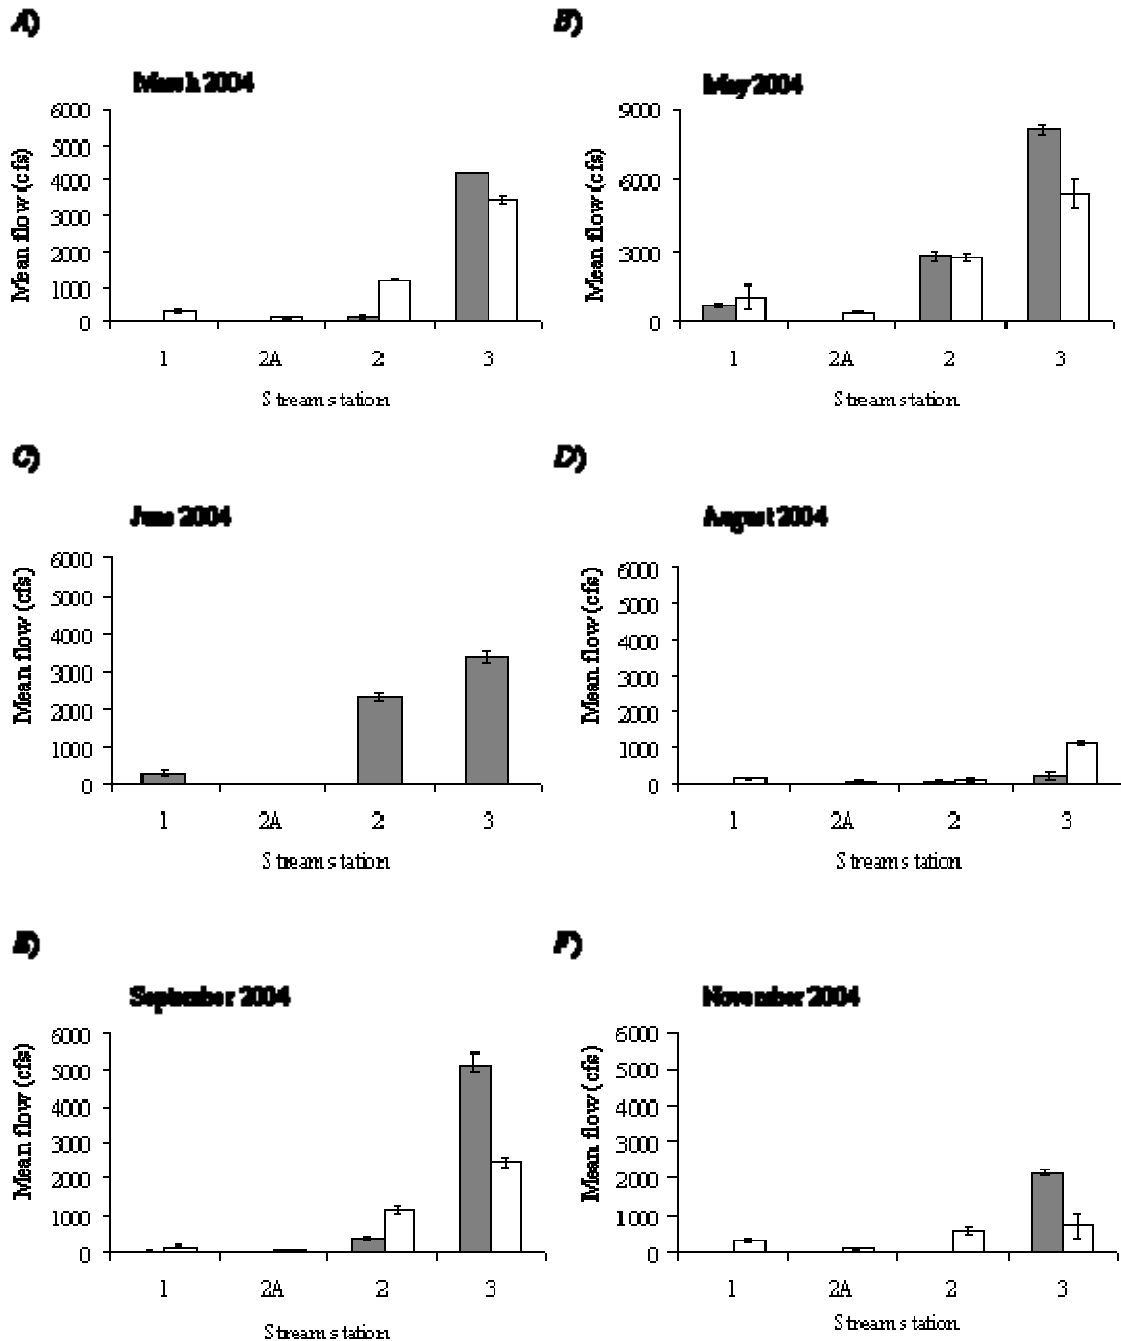 A)
March 2004
6000
5000
4000
3000
2000
1000
0
Mean flow (cfs)
1 2A 2 3
Stream station
B)
May 2004
9000
6000
3000
0
Mean flow (cfs)
1 2A 2 3
Stream station
C)
June 2004
6000
5000
4000
3000
2000
1000
0
Mean flow (cfs)
1 2A 2 3
Stream station
D)
August 2004
6000
5000
4000
3000
2000
1000
0
Mean flow (cfs)
1 2A 2 3
Stream station
E)
September 2004
6000
5000
4000
3000
2000
1000
0
Mean flow (cfs)
1 2A 2 3
Stream station
F)
November 2004
6000
5000
4000
3000
2000
1000
0
Mean flow (cfs)
1 2A 2 3
Stream station